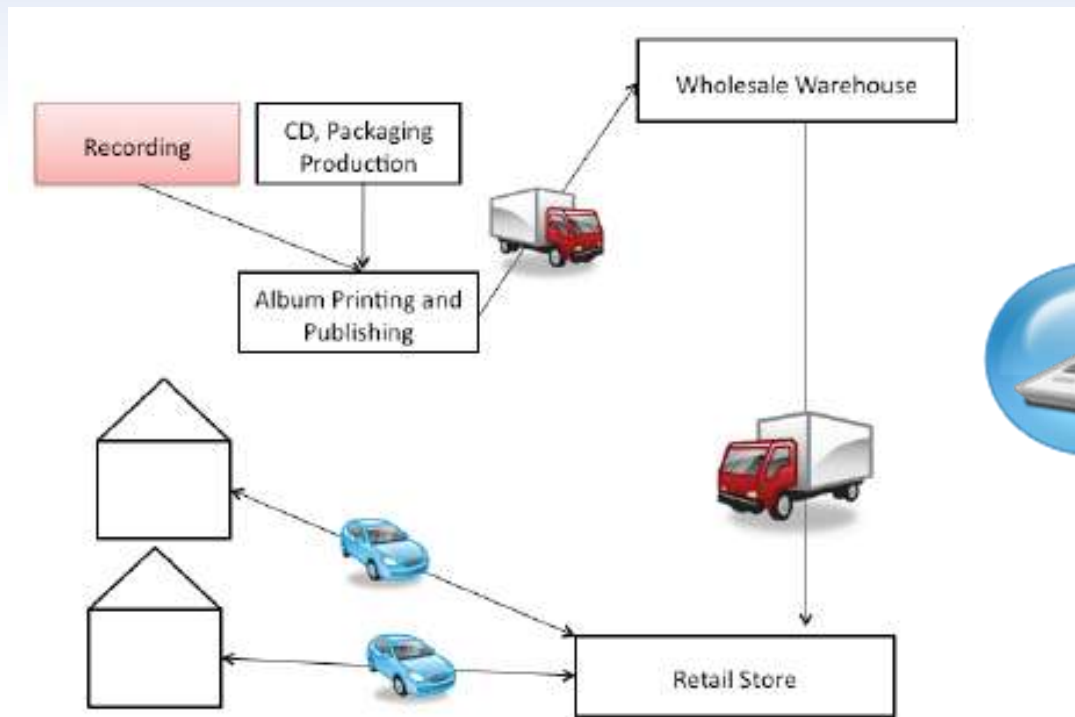 Wholesale Warehouse
Recording
CD, Packaging
Production
Album Printing and
Publishing
Retail Store